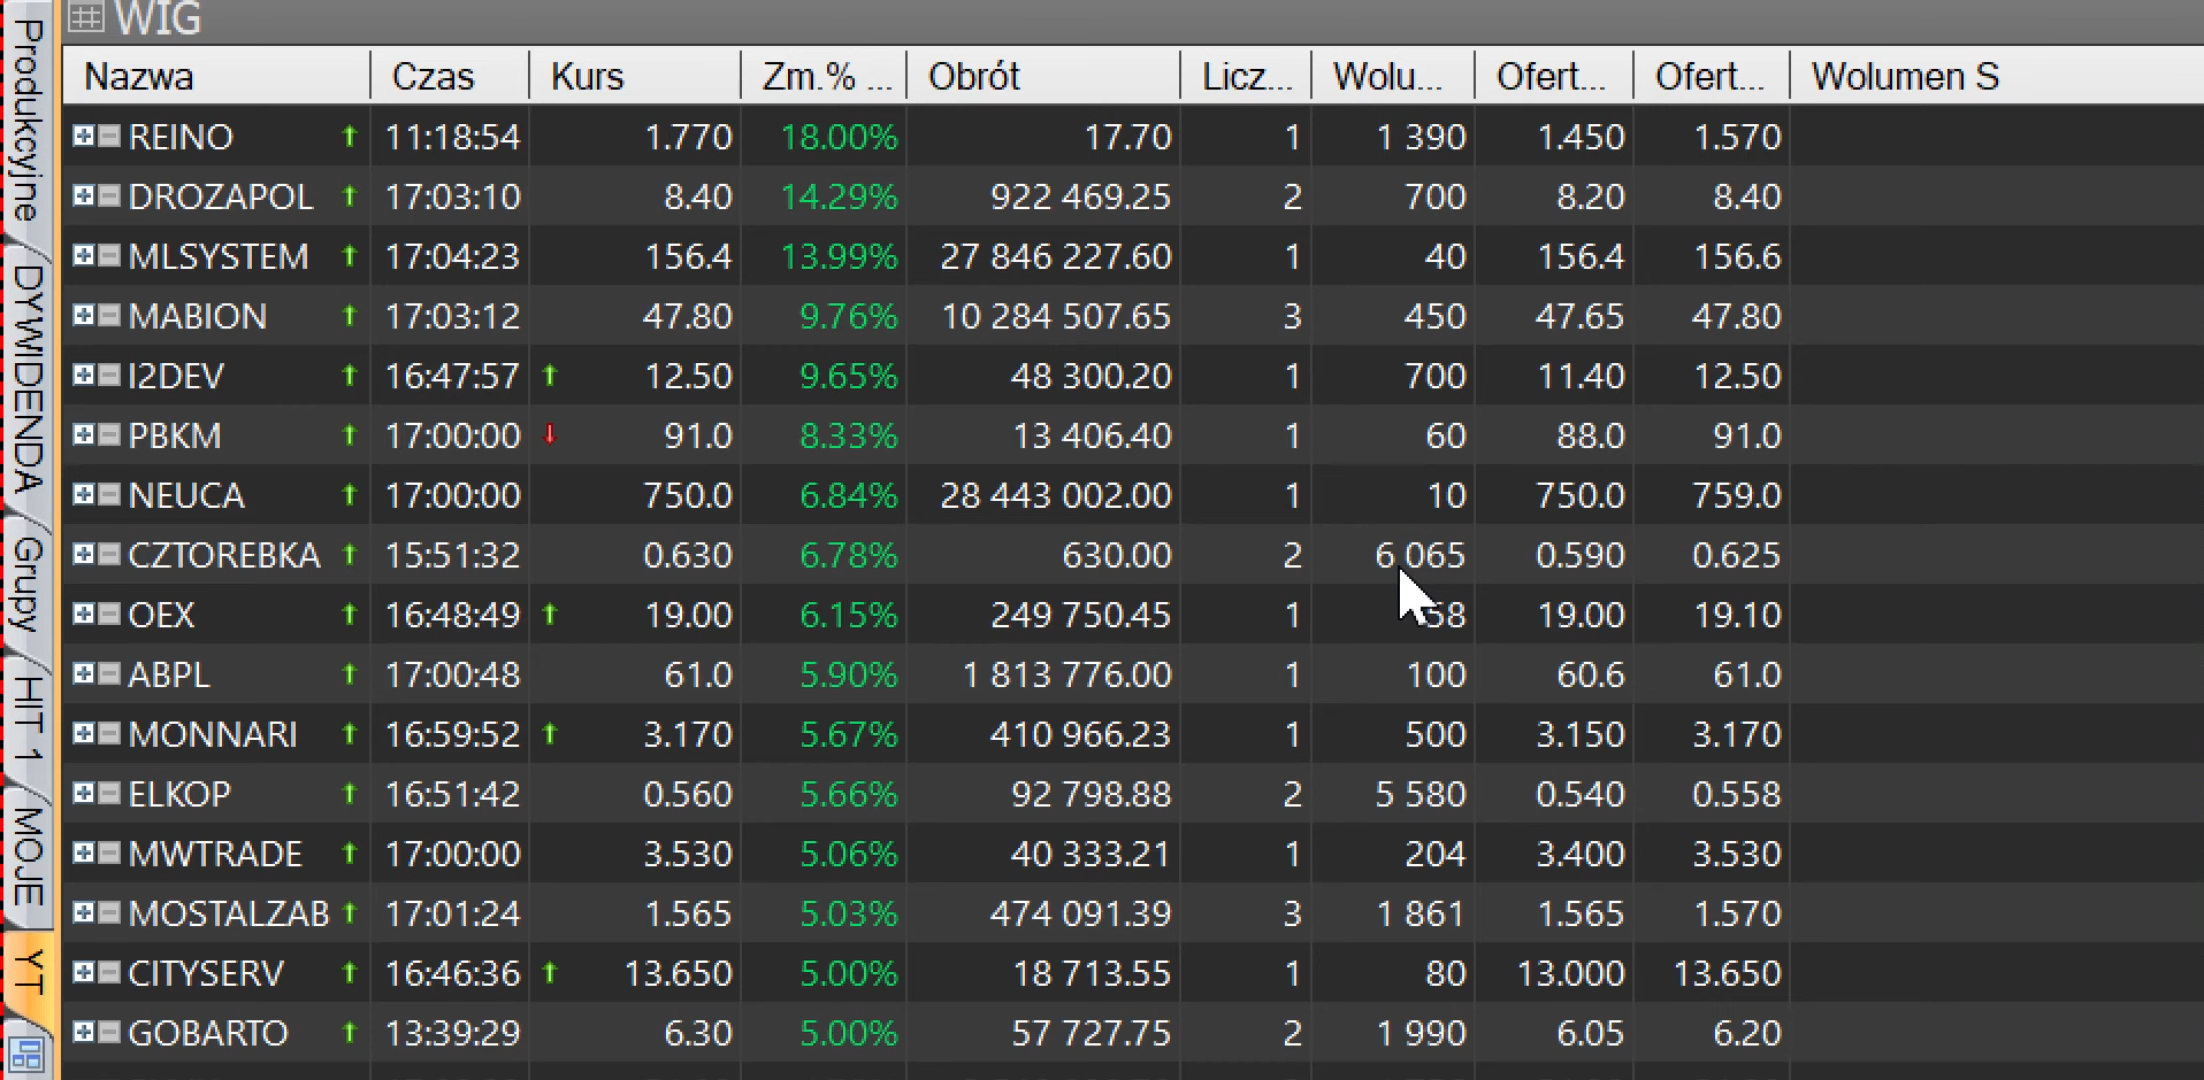 WIG
Nazwa Czas Kurs Zm.% ... Obrót Licz... Wolu... Ofert... Ofert... Wolumen S
REINO 11:18:54 1.770 18.00% 17.70 1 1 390 1.450 1.570
DROZAPOL 17:03:10 8.40 14.29% 922 469.25 2 700 8.20 8.40
MLSYSTEM 17:04:23 156.4 13.99% 27 846 227.60 1 40 156.4 156.6
MABION 17:03:12 47.80 9.76% 10 284 507.65 3 450 47.65 47.80
I2DEV 16:47:57 12.50 9.65% 48 300.20 1 700 11.40 12.50
PBKM 17:00:00 91.0 8.33% 13 406.40 1 60 88.0 91.0
NEUCA 17:00:00 750.0 6.84% 28 443 002.00 1 10 750.0 759.0
CZTOREBKA 15:51:32 0.630 6.78% 630.00 2 6 065 0.590 0.625
OEX 16:48:49 19.00 6.15% 249 750.45 1 19.00 19.10
ABPL 17:00:48 61.0 5.90% 1 813 776.00 1 100 60.6 61.0
MONNARI 16:59:52 3.170 5.67% 410 966.23 1 500 3.150 3.170
ELKOP 16:51:42 0.560 5.66% 92 798.88 2 5 580 0.540 0.558
MWTRADE 17:00:00 3.530 5.06% 40 333.21 1 204 3.400 3.530
MOSTALZAB 17:01:24 1.565 5.03% 474 091.39 3 1 861 1.565 1.570
CITYSERV 16:46:36 13.650 5.00% 18 713.55 1 80 13.000 13.650
GOBARTO 13:39:29 6.30 5.00% 57 727.75 2 1 990 6.05 6.20
Produkcyjne
DYWIDENDA
Grupy
HIT 1
MOJE
YT